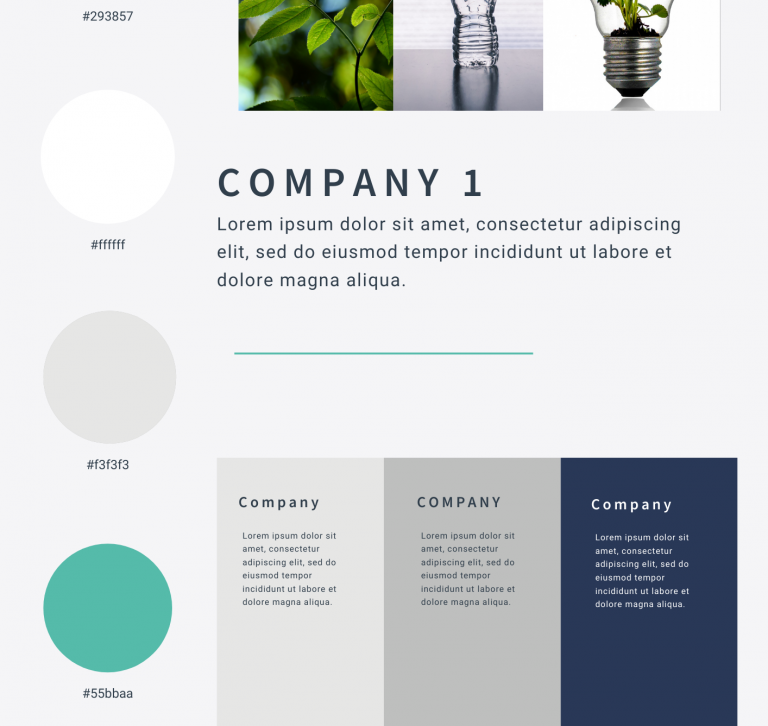 #293857
#ffffff
#f3f3f3
#55bbaa
COMPANY 1
Lorem ipsum dolor sit amet, consectetur adipiscing
elit, sed do eiusmod tempor incididunt ut labore et
dolore magna aliqua.
Company
Lorem ipsum dolor sit
amet, consectetur
adipiscing elit, sed do
eiusmod tempor
incididunt ut labore et
dolore magna aliqua.
COMPANY
Lorem ipsum dolor sit
amet, consectetur
adipiscing elit, sed do
eiusmod tempor
incididunt ut labore et
dolore magna aliqua.
Company
Lorem ipsum dolor sit
amet, consectetur
adipiscing elit, sed do
eiusmod tempor
incididunt ut labore et
dolore magna aliqua.